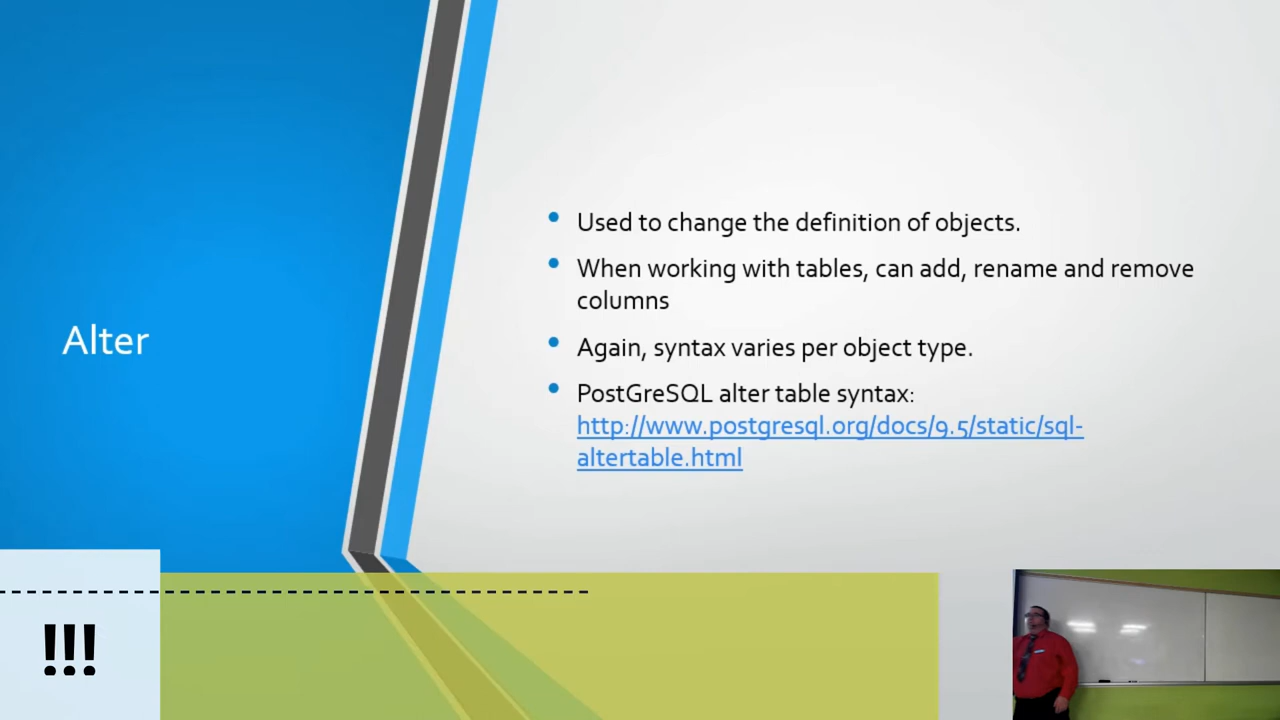 Alter
Used to change the definition of objects.
When working with tables, can add, rename and remove
columns
Again, syntax varies per object type.
PostGreSQL alter table syntax:
http://www.postgresql.org/docs/9.5/static/sql-
altertable.html
!!!